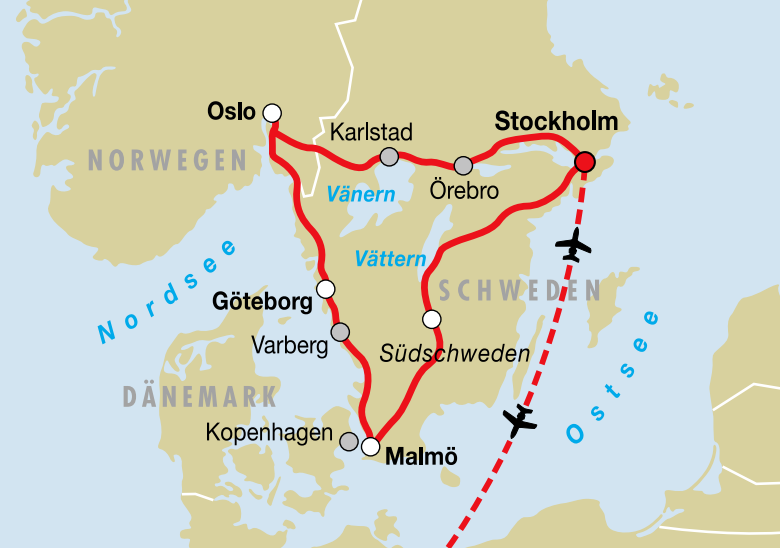 Oslo
Stockholm
Karlstad
NORWEGEN
Örebro
Vänern
Vättern
Nordsee
SCHWEDEN
Göteborg
Varberg
Südschweden
Ostsee
DÄNEMARK
Kopenhagen
Malmö